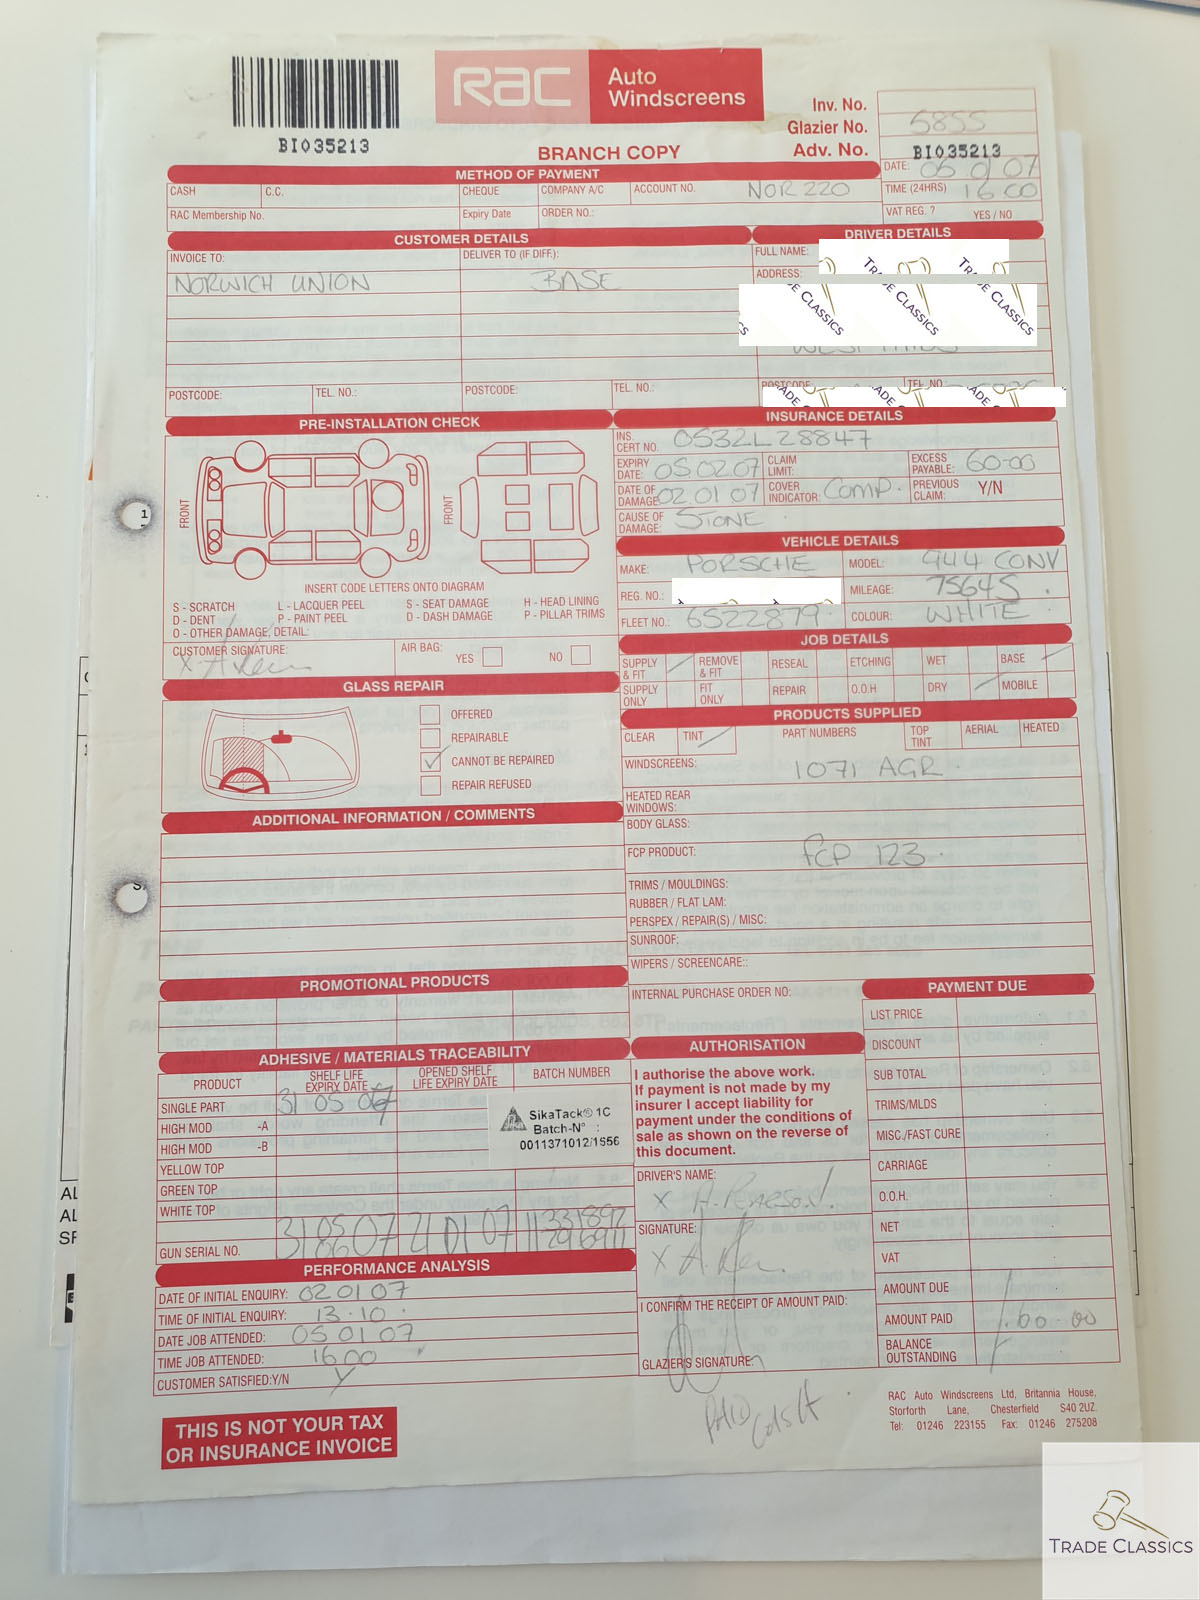 RAC Auto Windscreens
BI035213
BRANCH COPY
Inv. No.
Glazier No. 5855
Adv. No. BI035213
METHOD OF PAYMENT
DATE: 05 01 07
CASH C.C. CHEQUE COMPANY A/C ACCOUNT NO. NOR 220
TIME (24HRS) 16 00
RAC Membership No. Expiry Date ORDER NO.:
VAT REG. ? YES / NO
CUSTOMER DETAILS
INVOICE TO: DELIVER TO (IF DIFF.):
NORWICH UNION BASE
POSTCODE: TEL. NO.: POSTCODE: TEL. NO.:
DRIVER DETAILS
FULL NAME:
ADDRESS:
TRADE CLASSICS
POSTCODE: TEL. NO.
PRE-INSTALLATION CHECK
FRONT FRONT
INSERT CODE LETTERS ONTO DIAGRAM
S - SCRATCH L - LACQUER PEEL S - SEAT DAMAGE H - HEAD LINING
D - DENT P - PAINT PEEL D - DASH DAMAGE P - PILLAR TRIMS
O - OTHER DAMAGE, DETAIL:
CUSTOMER SIGNATURE: AIR BAG: YES NO
X
INSURANCE DETAILS
INS. CERT NO. 0532L28847
EXPIRY DATE: 05.02.07 CLAIM LIMIT: EXCESS PAYABLE: 60-00
DATE OF DAMAGE: 02 01 07 COVER INDICATOR: COMP. PREVIOUS CLAIM: Y/N
CAUSE OF DAMAGE: STONE
VEHICLE DETAILS
MAKE: PORSCHE MODEL: 944 CONV
REG. NO.: MILEAGE: 75645
FLEET NO.: 6522879 COLOUR: WHITE
JOB DETAILS
SUPPLY & FIT REMOVE & FIT RESEAL ETCHING WET BASE
SUPPLY ONLY FIT ONLY REPAIR O.O.H DRY MOBILE
GLASS REPAIR
OFFERED
REPAIRABLE
CANNOT BE REPAIRED
REPAIR REFUSED
PRODUCTS SUPPLIED
CLEAR TINT PART NUMBERS TOP TINT AERIAL HEATED
WINDSCREENS: 1071 AGR
HEATED REAR WINDOWS:
BODY GLASS:
FCP PRODUCT: FCP 123
TRIMS / MOULDINGS:
RUBBER / FLAT LAM:
PERSPEX / REPAIR(S) / MISC:
SUNROOF:
WIPERS / SCREENCARE::
ADDITIONAL INFORMATION / COMMENTS
PROMOTIONAL PRODUCTS
INTERNAL PURCHASE ORDER NO:
PAYMENT DUE
LIST PRICE
DISCOUNT
SUB TOTAL
TRIMS/MLDS
MISC./FAST CURE
CARRIAGE
O.O.H.
NET
VAT
AMOUNT DUE
AMOUNT PAID 60-00
BALANCE OUTSTANDING
ADHESIVE / MATERIALS TRACEABILITY
PRODUCT SHELF LIFE EXPIRY DATE OPENED SHELF LIFE EXPIRY DATE BATCH NUMBER
SINGLE PART 31 05 07
HIGH MOD -A
HIGH MOD -B
SikaTack® 1C
Batch-N° :
0011371012/1656
YELLOW TOP
GREEN TOP
WHITE TOP
GUN SERIAL NO.
AUTHORISATION
I authorise the above work.
If payment is not made by my
insurer I accept liability for
payment under the conditions of
sale as shown on the reverse of
this document.
DRIVER'S NAME:
X
SIGNATURE:
X
I CONFIRM THE RECEIPT OF AMOUNT PAID:
GLAZIER'S SIGNATURE:
PAID
PERFORMANCE ANALYSIS
DATE OF INITIAL ENQUIRY: 02 01 07
TIME OF INITIAL ENQUIRY: 13.10
DATE JOB ATTENDED: 05 01 07
TIME JOB ATTENDED: 16 00
CUSTOMER SATISFIED:Y/N Y
THIS IS NOT YOUR TAX
OR INSURANCE INVOICE
RAC Auto Windscreens Ltd, Britannia House,
Storforth Lane, Chesterfield S40 2UZ.
Tel: 01246 223155 Fax: 01246 275208
TRADE CLASSICS